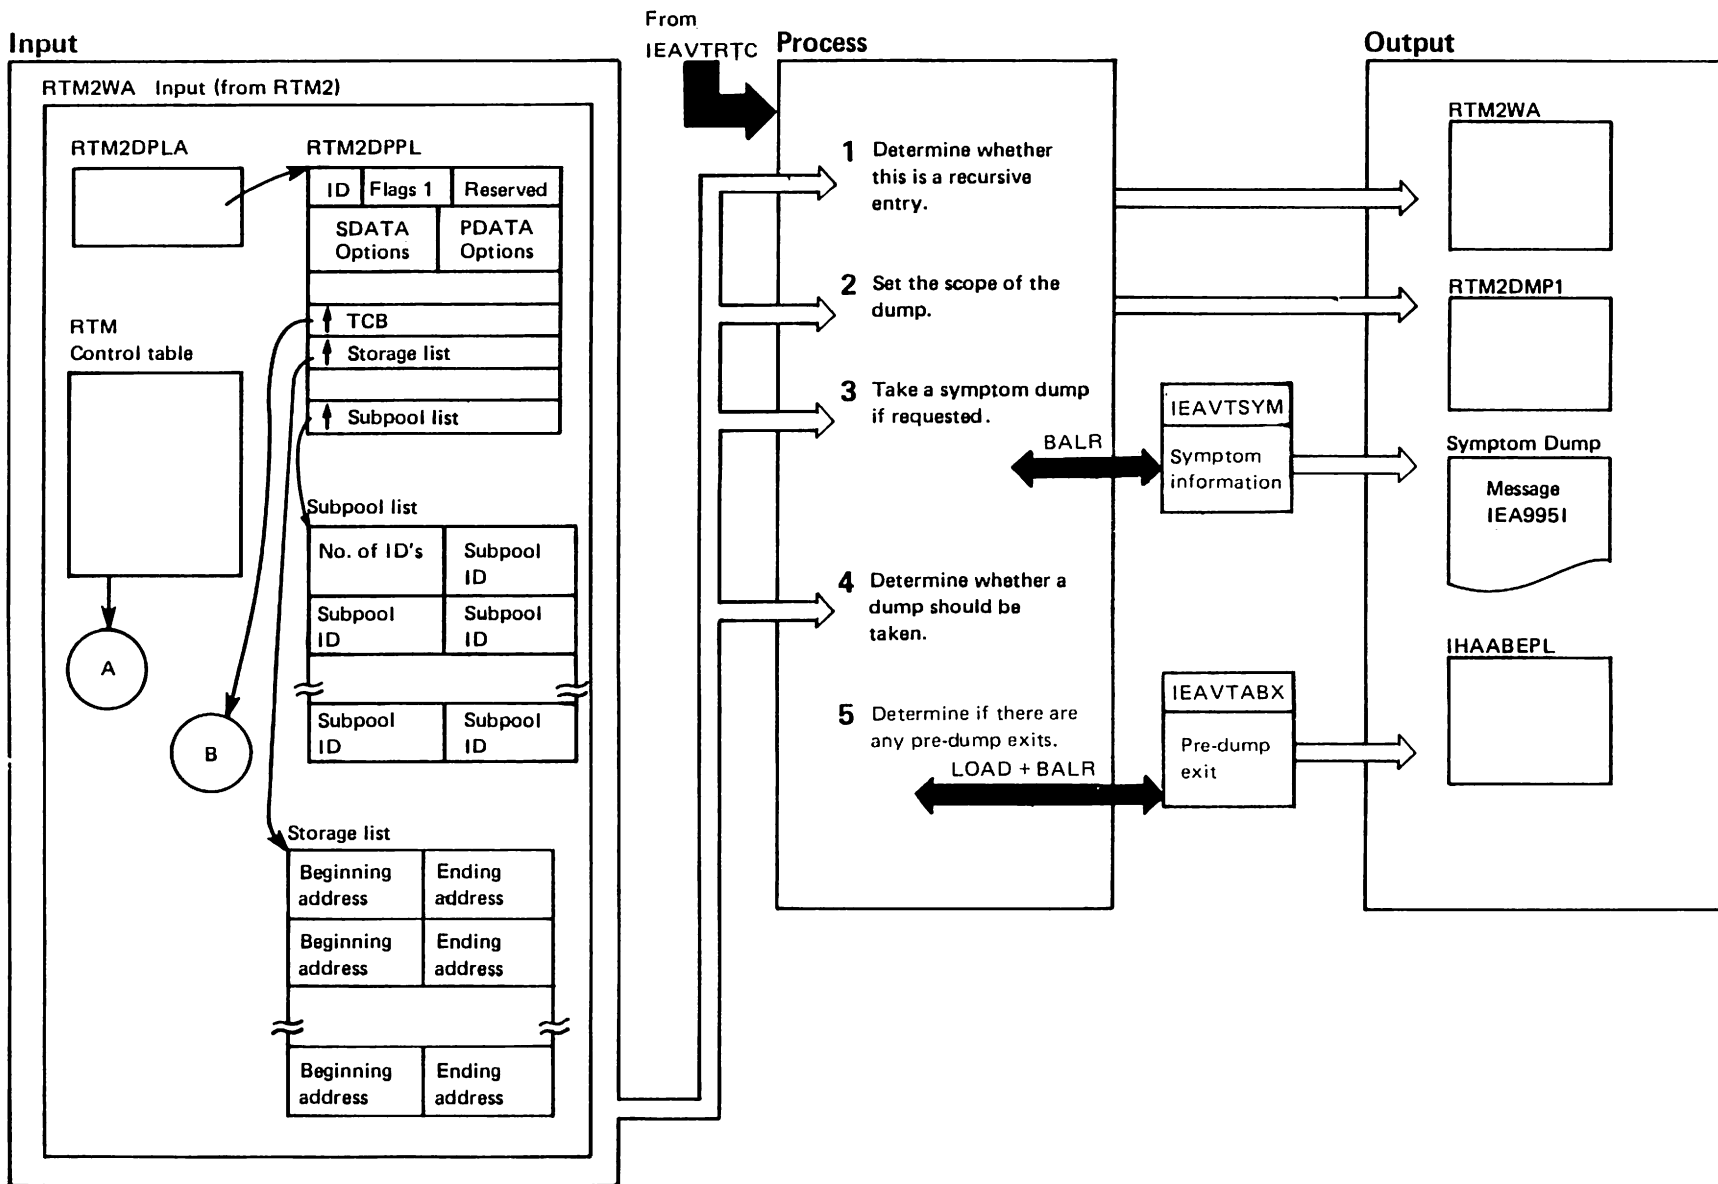 Input
RTM2WA Input (from RTM2)
RTM2DPLA
RTM2DPPL
ID Flags 1 Reserved
SDATA
Options
PDATA
Options
TCB
Storage list
Subpool list
RTM
Control table
A
B
Subpool list
No. of ID's
Subpool
ID
Subpool
ID
Subpool
ID
Subpool
ID
Subpool
ID
Storage list
Beginning
address
Ending
address
Beginning
address
Ending
address
Beginning
address
Ending
address
From
IEAVTRTC
Process
1 Determine whether
this is a recursive
entry.
2 Set the scope of the
dump.
3 Take a symptom dump
if requested.
BALR
IEAVTSYM
Symptom
information
4 Determine whether a
dump should be
taken.
5 Determine if there are
any pre-dump exits.
LOAD + BALR
IEAVTABX
Pre-dump
exit
Output
RTM2WA
RTM2DMP1
Symptom Dump
Message
IEA995I
IHAABEPL